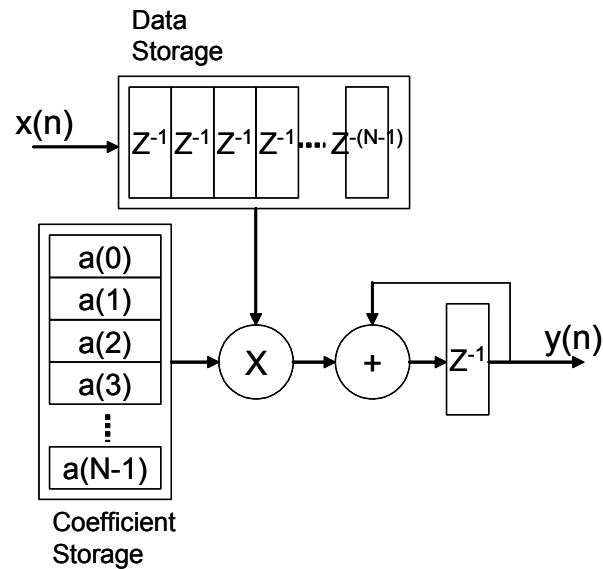 Data
Storage
x(n)
Z-1 Z-1 Z-1 Z-1 ..... Z-(N-1)
a(0)
a(1)
a(2)
a(3)
a(N-1)
X
+
Z-1
y(n)
Coefficient
Storage